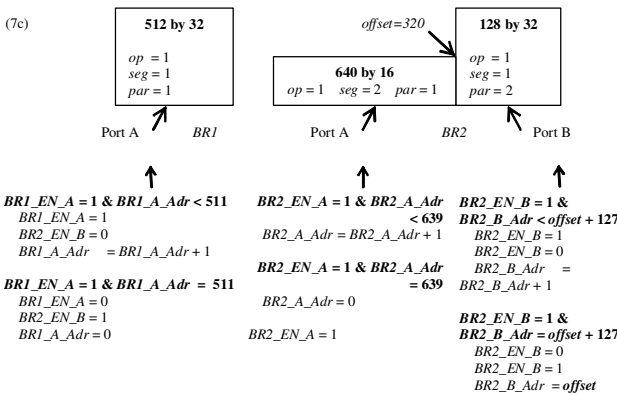 (7c)
512 by 32
op = 1
seg = 1
par = 1
offset=320
640 by 16
op = 1 seg = 2 par = 1
128 by 32
op = 1
seg = 1
par = 2
Port A
BR1
Port A
BR2
Port B
BR1_EN_A = 1 & BR1_A_Adr < 511
BR1_EN_A = 1
BR2_EN_B = 0
BR1_A_Adr = BR1_A_Adr + 1
BR1_EN_A = 1 & BR1_A_Adr = 511
BR1_EN_A = 0
BR2_EN_B = 1
BR1_A_Adr = 0
BR2_EN_A = 1 & BR2_A_Adr
< 639
BR2_A_Adr = BR2_A_Adr + 1
BR2_EN_A = 1 & BR2_A_Adr
= 639
BR2_A_Adr = 0
BR2_EN_A = 1
BR2_EN_B = 1 &
BR2_B_Adr < offset + 127
BR2_EN_B = 1
BR2_EN_B = 0
BR2_B_Adr =
BR2_B_Adr + 1
BR2_EN_B = 1 &
BR2_B_Adr = offset + 127
BR2_EN_B = 0
BR2_EN_B = 1
BR2_B_Adr = offset